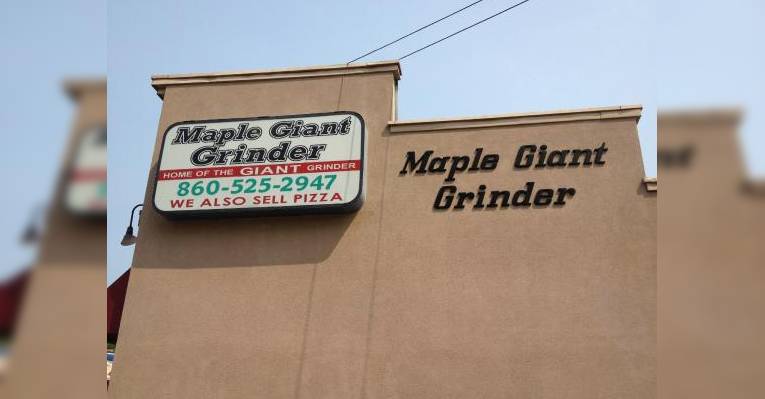 Maple Giant
Grinder
HOME OF THE GIANT GRINDER
860-525-2947
WE ALSO SELL PIZZA
Maple Giant
Grinder